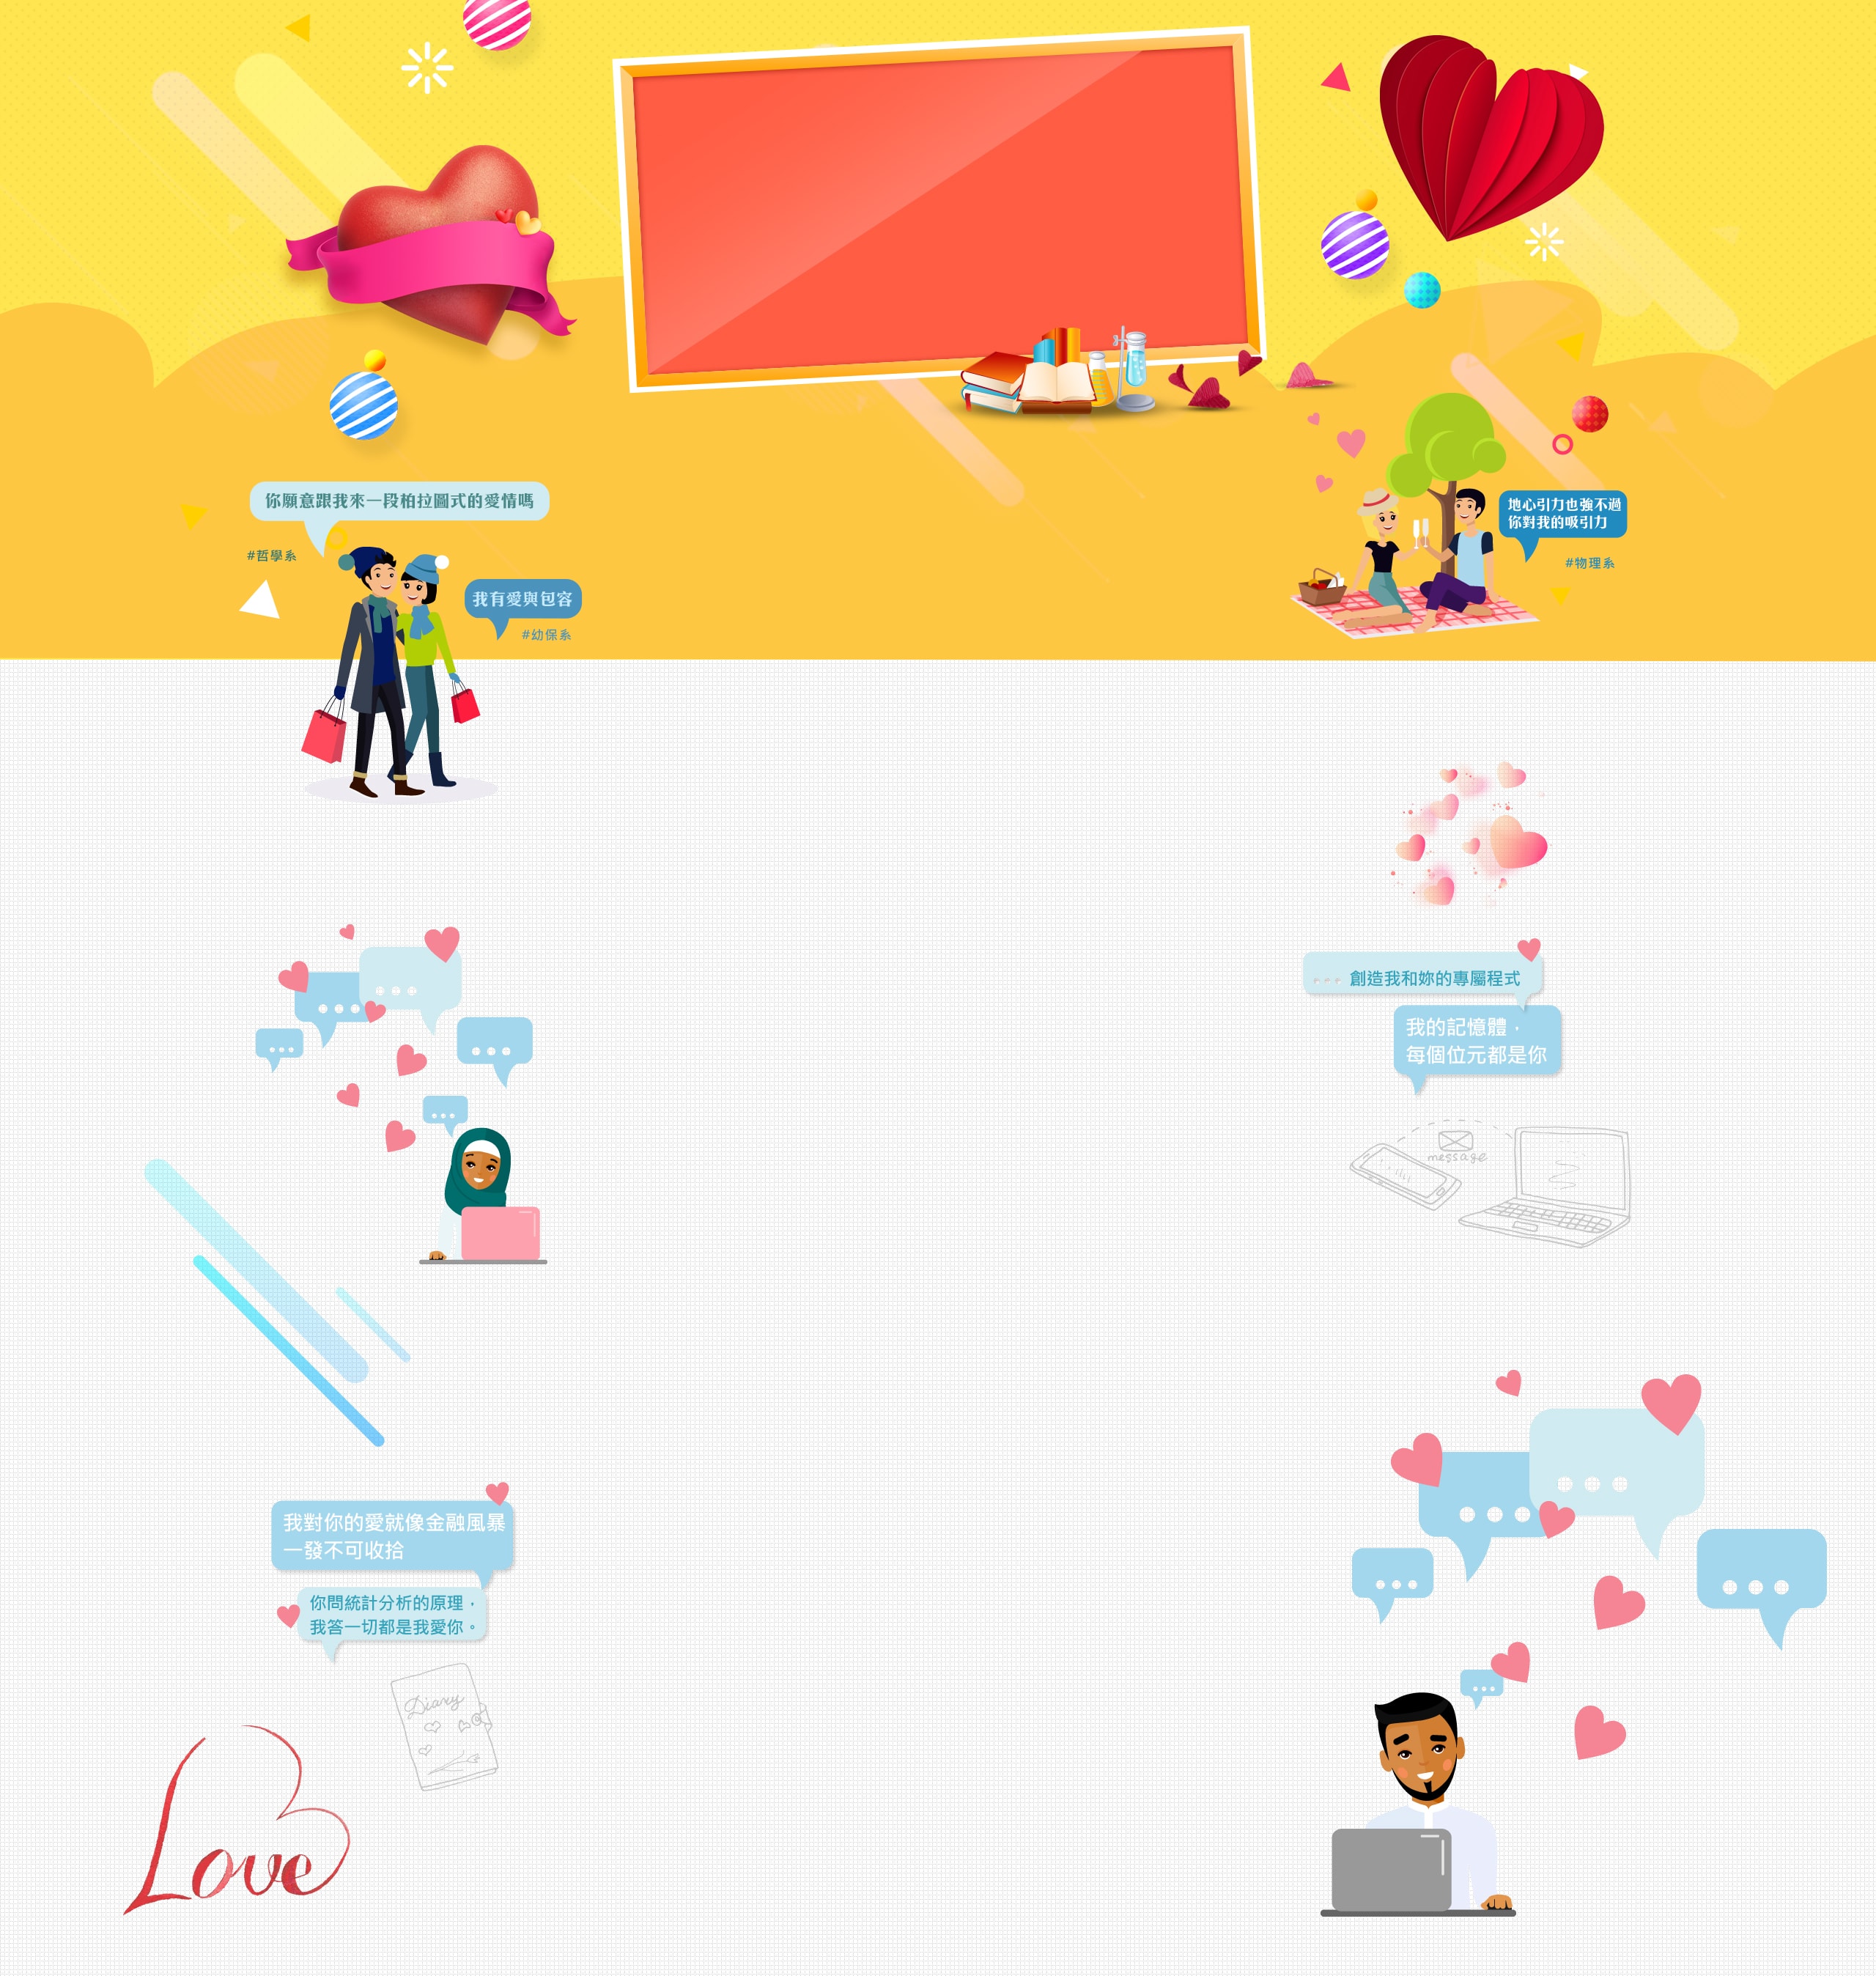 你願意跟我來一段柏拉圖式的愛情嗎
#哲學系
我有愛與包容
#幼保系
地心引力也強不過
你對我的吸引力
#物理系
創造我和妳的專屬程式
我的記憶體，
每個位元都是你
message
我對你的愛就像金融風暴
一發不可收拾
你問統計分析的原理，
我答一切都是我愛你。
Diary
Love